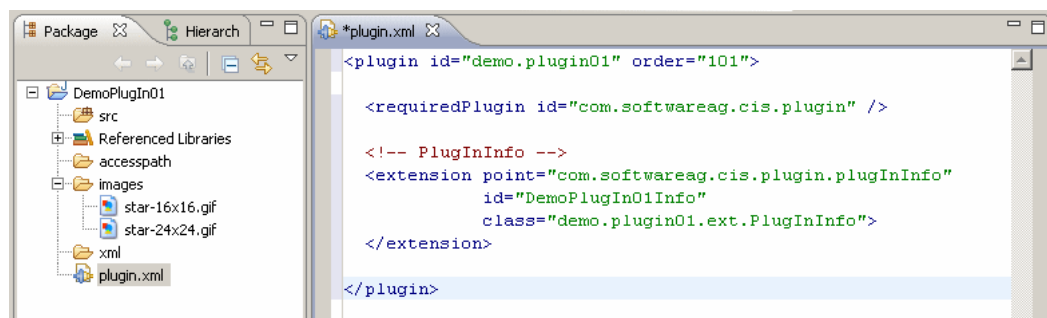 Package
Hierarch
DemoPlugIn01
src
Referenced Libraries
accesspath
images
star-16x16.gif
star-24x24.gif
xml
plugin.xml
*plugin.xml
<plugin id="demo.plugin01" order="101">
<requiredPlugin id="com.softwareag.cis.plugin" />
<!-- PlugInInfo -->
<extension point="com.softwareag.cis.plugin.plugInInfo"
id="DemoPlugIn01Info"
class="demo.plugin01.ext.PlugInInfo">
</extension>
</plugin>